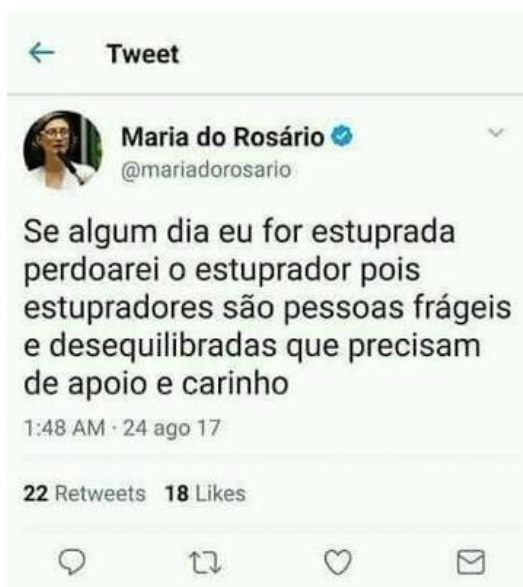 Tweet
Maria do Rosário
@mariadorosario
Se algum dia eu for estuprada
perdoarei o estuprador pois
estupradores são pessoas frágeis
e desequilibradas que precisam
de apoio e carinho
1:48 AM · 24 ago 17
22 Retweets 18 Likes